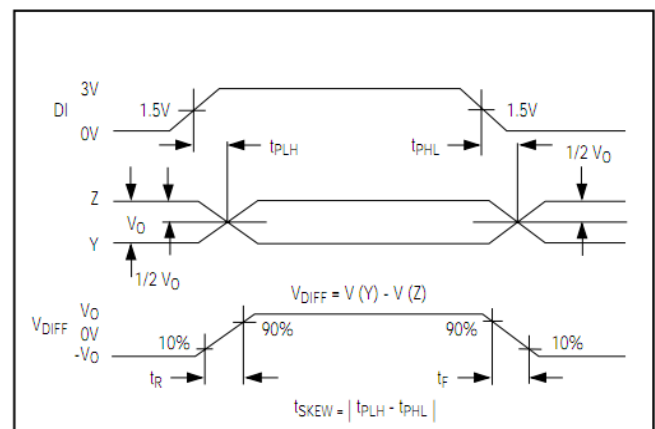 3V
DI
1.5V
1.5V
0V
tPLH
tPHL
1/2 VO
Z
VO
Y
1/2 VO
VDIFF = V (Y) - V (Z)
VO
VDIFF
0V
-VO
10%
90%
90%
10%
tR
tF
tSKEW = | tPLH - tPHL |